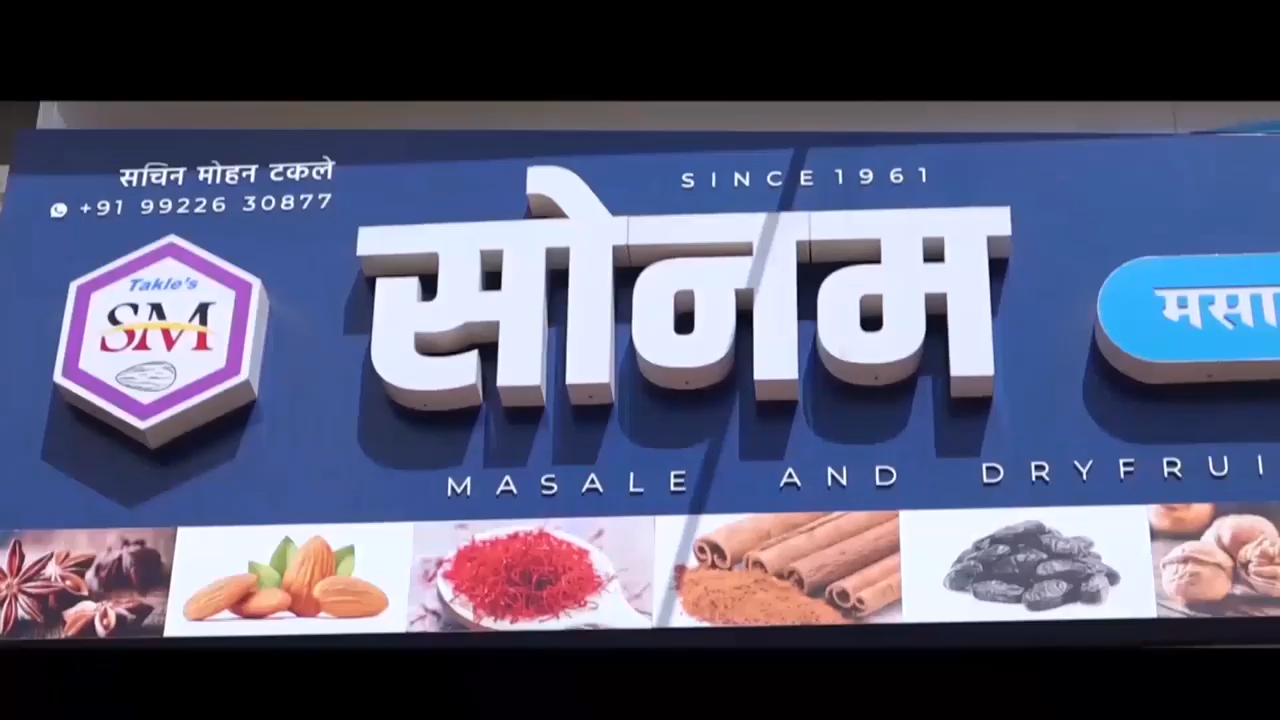 सचिन मोहन टकले
+91 99226 30877
SINCE 1961
Takle's
SM
सोनम
MASALE AND